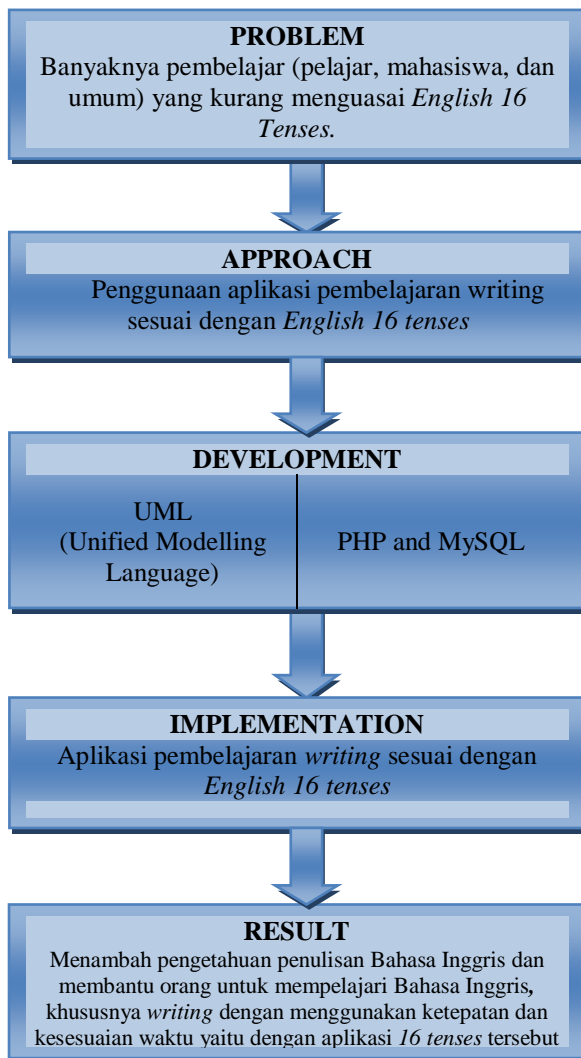 PROBLEM
Banyaknya pembelajar (pelajar, mahasiswa, dan
umum) yang kurang menguasai English 16
Tenses.
APPROACH
Penggunaan aplikasi pembelajaran writing
sesuai dengan English 16 tenses
DEVELOPMENT
UML
(Unified Modelling
Language)
PHP and MySQL
IMPLEMENTATION
Aplikasi pembelajaran writing sesuai dengan
English 16 tenses
RESULT
Menambah pengetahuan penulisan Bahasa Inggris dan
membantu orang untuk mempelajari Bahasa Inggris,
khususnya writing dengan menggunakan ketepatan dan
kesesuaian waktu yaitu dengan aplikasi 16 tenses tersebut